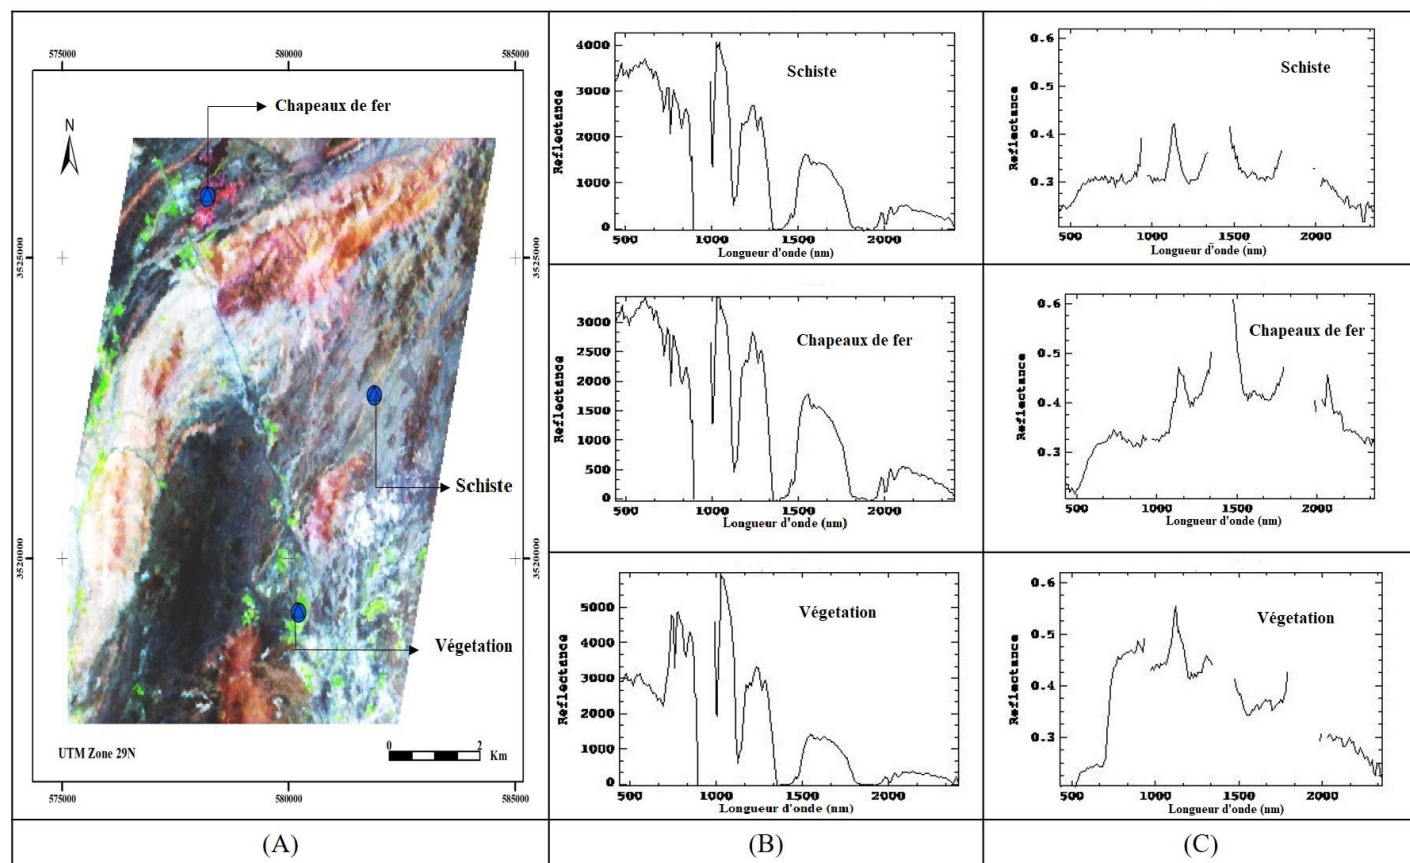 575000 580000 585000
Chapeaux de fer
N
3525000 3525000
Schiste
3520000 3520000
Végetation
UTM Zone 29N
0 2
Km
575000 580000 585000
(A)
4000
3000
2000
1000
0
Reflectance
Schiste
500 1000 1500 2000
Longueur d'onde (nm)
3000
2500
2000
1500
1000
500
0
Reflectance
Chapeaux de fer
500 1000 1500 2000
Longueur d'onde (nm)
5000
4000
3000
2000
1000
0
Reflectance
Végetation
500 1000 1500 2000
Longueur d'onde (nm)
(B)
0.6
0.5
0.4
0.3
Reflectance
Schiste
500 1000 1500 2000
Longueur d'onde (nm)
0.6
0.5
0.4
0.3
Reflectance
Chapeaux de fer
500 1000 1500 2000
Longueur d'onde (nm)
0.6
0.5
0.4
0.3
Reflectance
Végetation
500 1000 1500 2000
Longueur d'onde (nm)
(C)